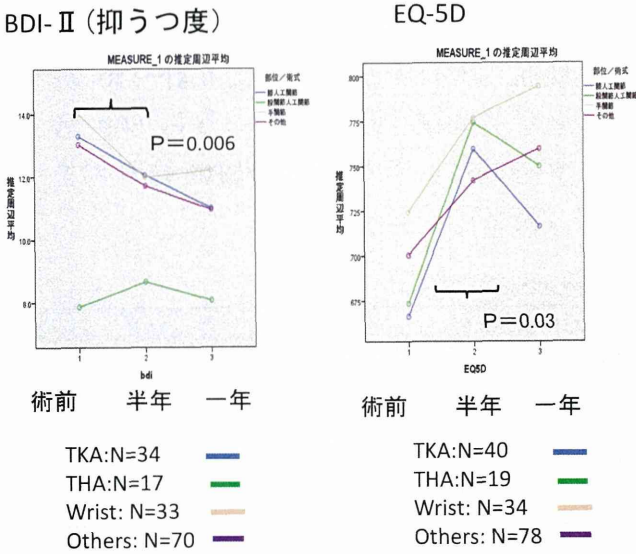 BDI-Ⅱ(抑うつ度)
EQ-5D
MEASURE_1 の推定周辺平均
部位/術式
膝人工関節
股関節人工関節
手関節
その他
推定周辺平均
14.0
12.0
10.0
8.0
P=0.006
1
2
3
bdi
術前 半年 一年
TKA:N=34
THA:N=17
Wrist: N=33
Others: N=70
MEASURE_1 の推定周辺平均
部位/術式
膝人工関節
股関節人工関節
手関節
その他
推定周辺平均
800
775
750
725
700
675
P=0.03
1
2
3
EQ5D
術前 半年 一年
TKA:N=40
THA:N=19
Wrist: N=34
Others: N=78